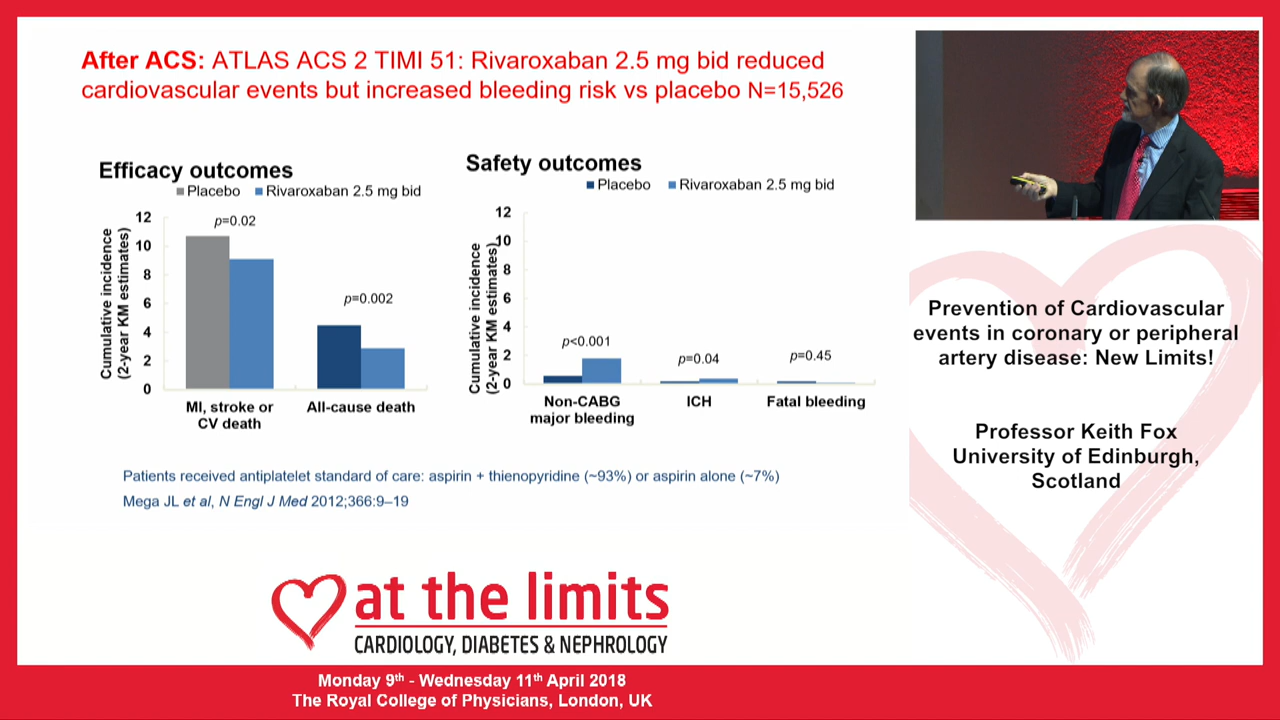 After ACS: ATLAS ACS 2 TIMI 51: Rivaroxaban 2.5 mg bid reduced
cardiovascular events but increased bleeding risk vs placebo N=15,526
Efficacy outcomes
Placebo Rivaroxaban 2.5 mg bid
Cumulative incidence
(2-year KM estimates)
12
10
8
6
4
2
0
p=0.02
p=0.002
MI, stroke or
CV death
All-cause death
Safety outcomes
Placebo Rivaroxaban 2.5 mg bid
Cumulative incidence
(2-year KM estimates)
12
10
8
6
4
2
0
p<0.001
p=0.04
p=0.45
Non-CABG
major bleeding
ICH
Fatal bleeding
Patients received antiplatelet standard of care: aspirin + thienopyridine (~93%) or aspirin alone (~7%)
Mega JL et al, N Engl J Med 2012;366:9–19
Prevention of Cardiovascular
events in coronary or peripheral
artery disease: New Limits!
Professor Keith Fox
University of Edinburgh,
Scotland
at the limits
CARDIOLOGY, DIABETES & NEPHROLOGY
Monday 9th - Wednesday 11th April 2018
The Royal College of Physicians, London, UK